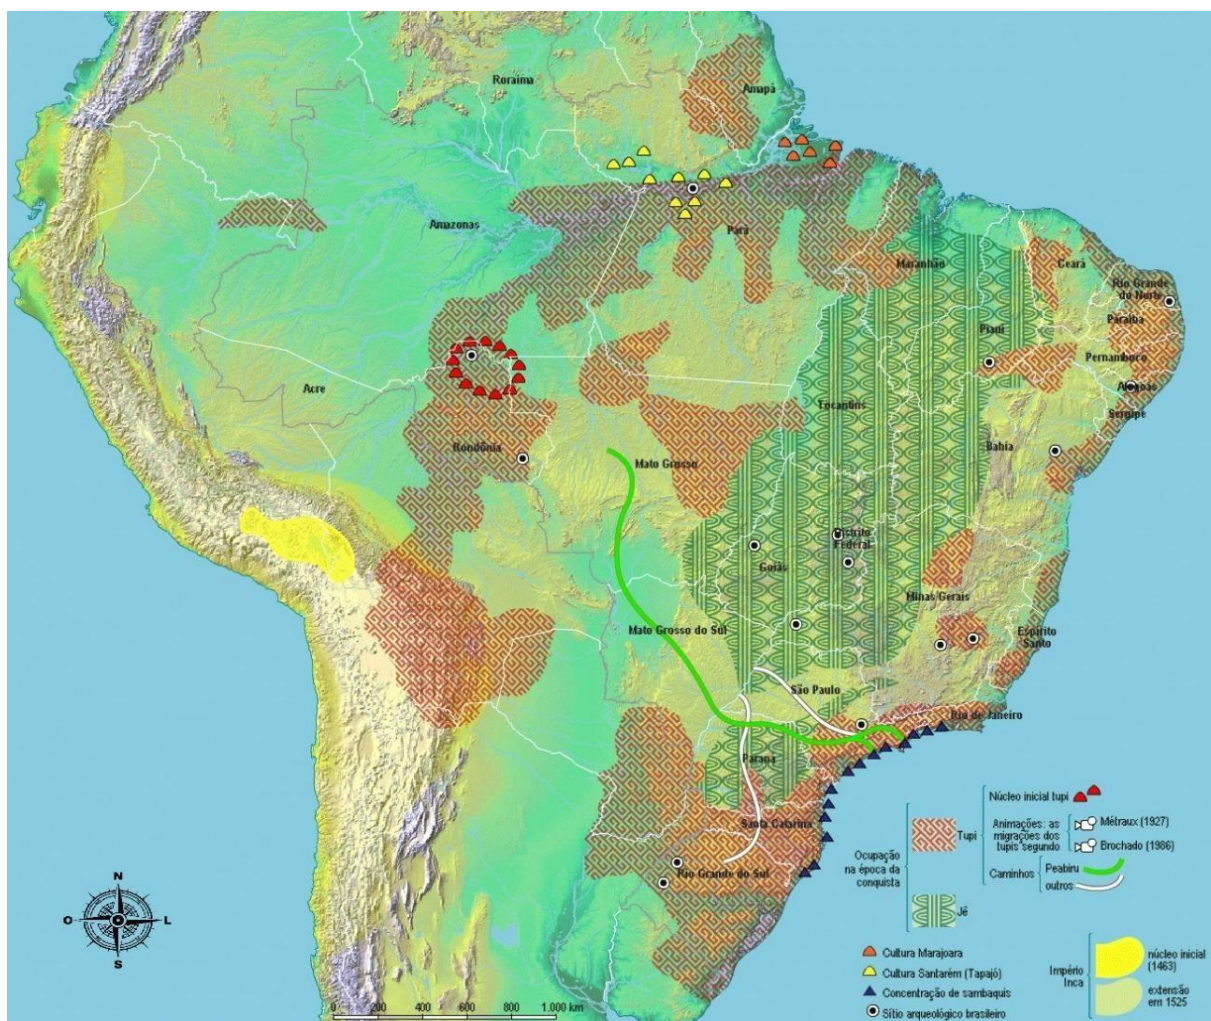 Roraima
Amapá
Amazonas
Pará
Maranhão
Ceará
Rio Grande
do Norte
Paraíba
Piauí
Pernambuco
Alagoas
Sergipe
Acre
Tocantins
Rondônia
Mato Grosso
Bahia
Distrito
Federal
Goiás
Minas Gerais
Mato Grosso do Sul
Espírito
Santo
São Paulo
Rio de Janeiro
Paraná
Santa Catarina
Rio Grande do Sul
N
O
L
S
0 200 400 600 800 1.000 km
Ocupação
na época da
conquista
Tupi
Núcleo inicial tupi
Animações: as
migrações dos
tupis segundo
Métraux (1927)
Brochado (1986)
Caminhos
Peabiru
outros
Jê
Cultura Marajoara
Cultura Santarém (Tapajó)
Concentração de sambaquis
Sítio arqueológico brasileiro
Império
Inca
núcleo inicial
(1463)
extensão
em 1525